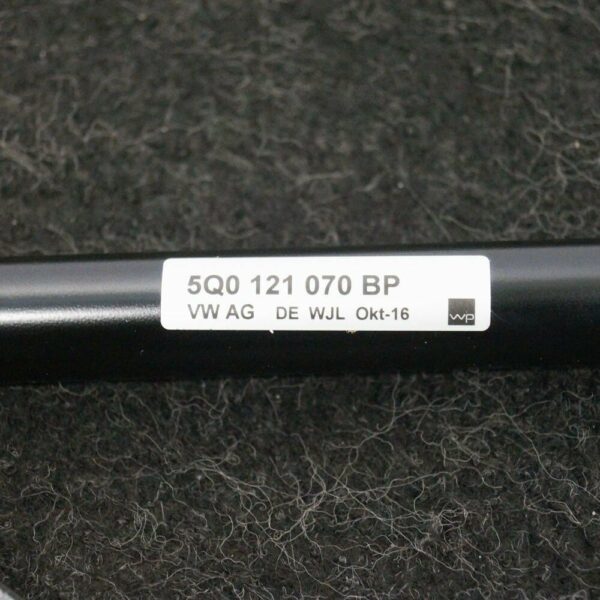 5Q0 121 070 BP
VW AG DE WJL Okt-16
wp